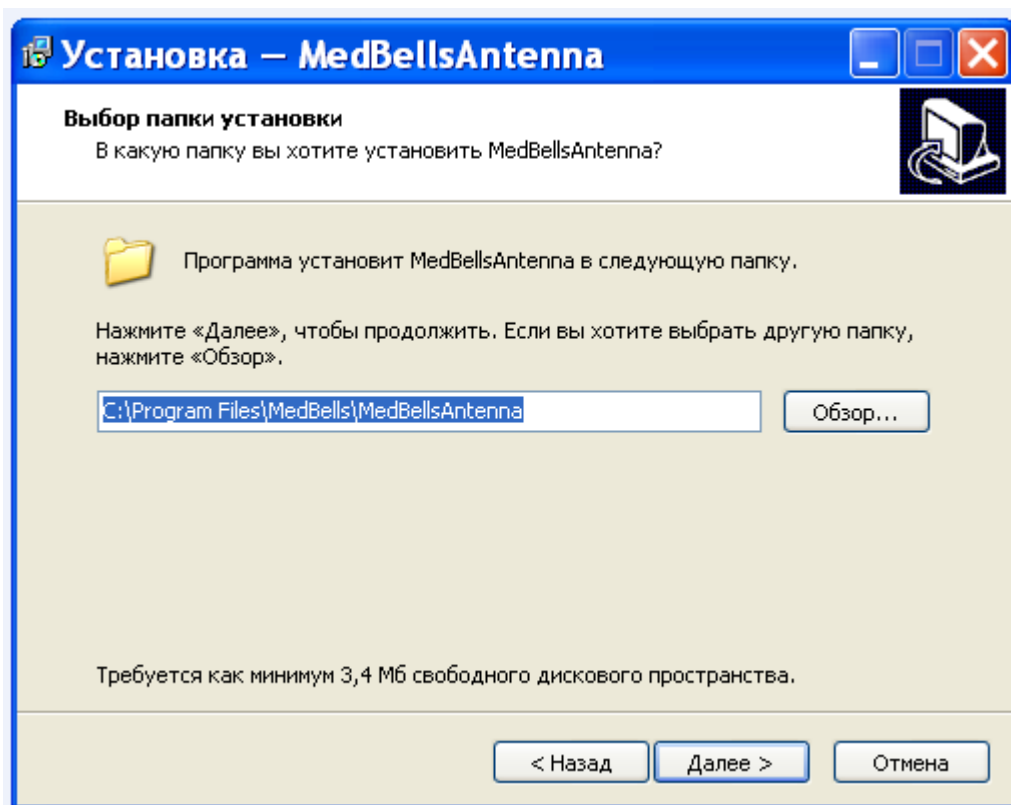 Установка — MedBellsAntenna
Выбор папки установки
В какую папку вы хотите установить MedBellsAntenna?
Программа установит MedBellsAntenna в следующую папку.
Нажмите «Далее», чтобы продолжить. Если вы хотите выбрать другую папку,
нажмите «Обзор».
C:\Program Files\MedBells\MedBellsAntenna
Обзор...
Требуется как минимум 3,4 Мб свободного дискового пространства.
< Назад
Далее >
Отмена